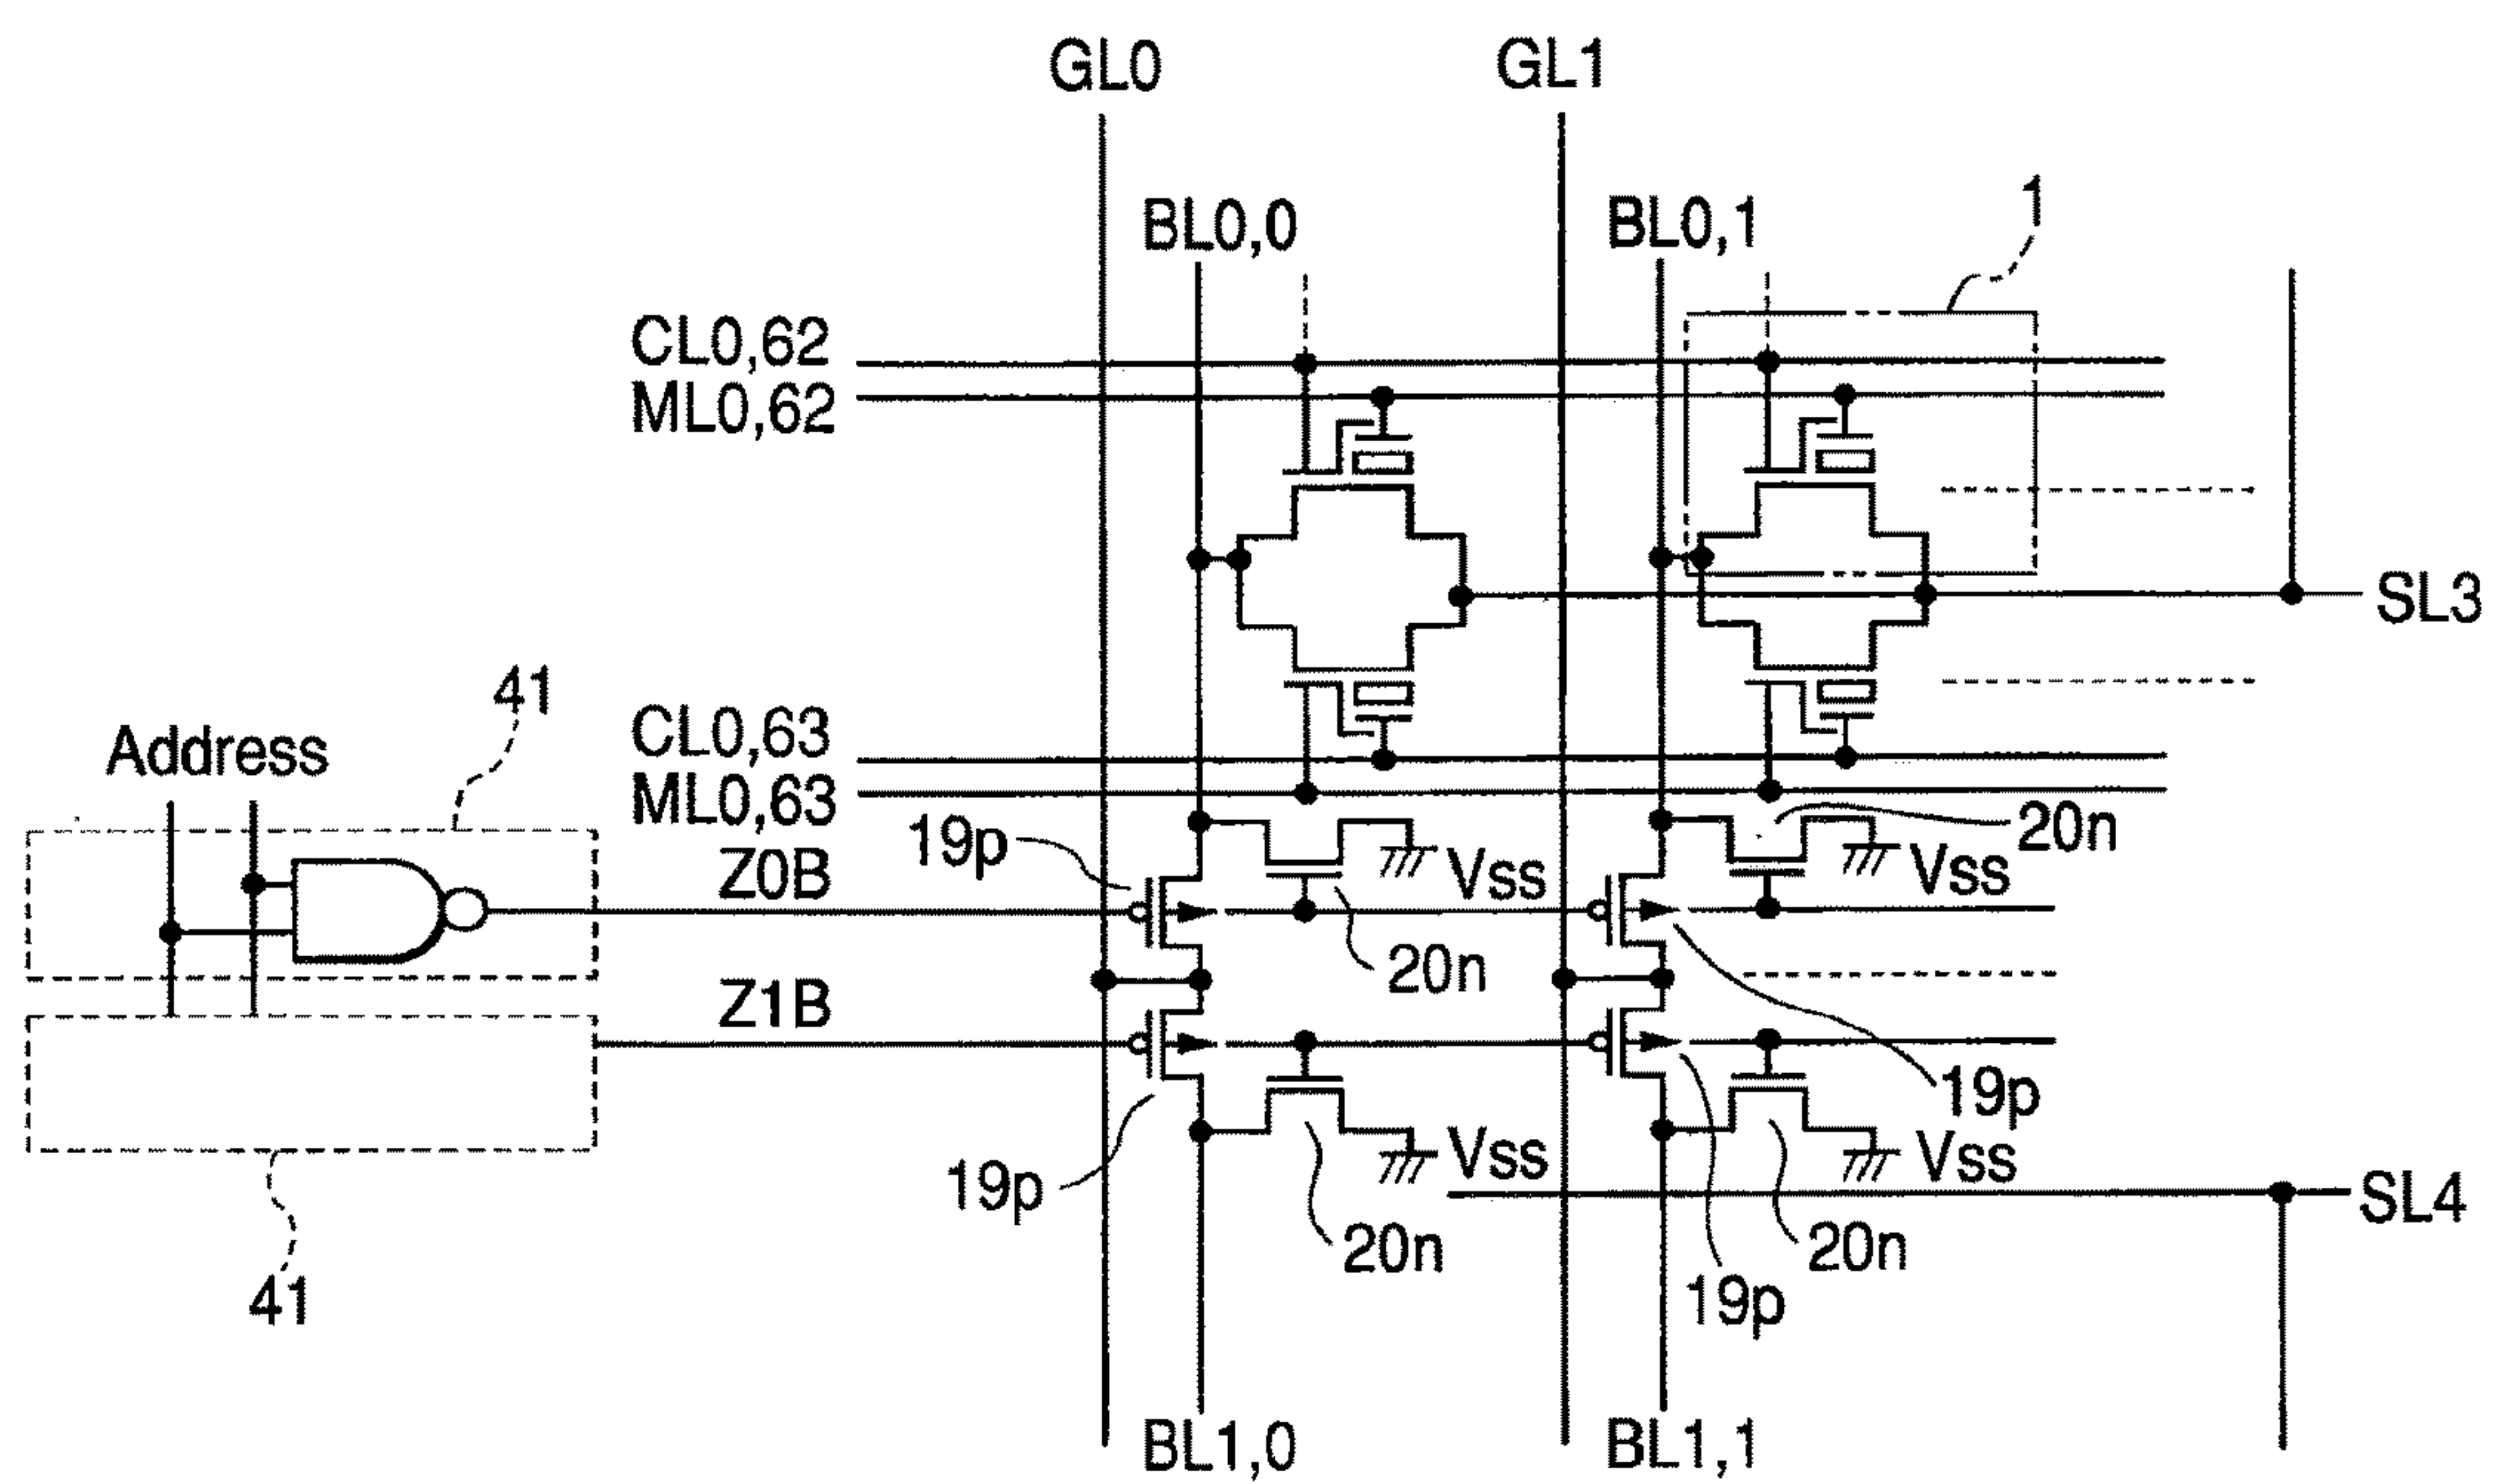 GL0
GL1
BL0,0
BL0,1
1
CL0,62
ML0,62
SL3
41
Address
CL0,63
ML0,63
Z0B
19p
Vss
20n
Vss
20n
Z1B
19p
19p
Vss
Vss
SL4
20n
20n
41
19p
BL1,0
BL1,1